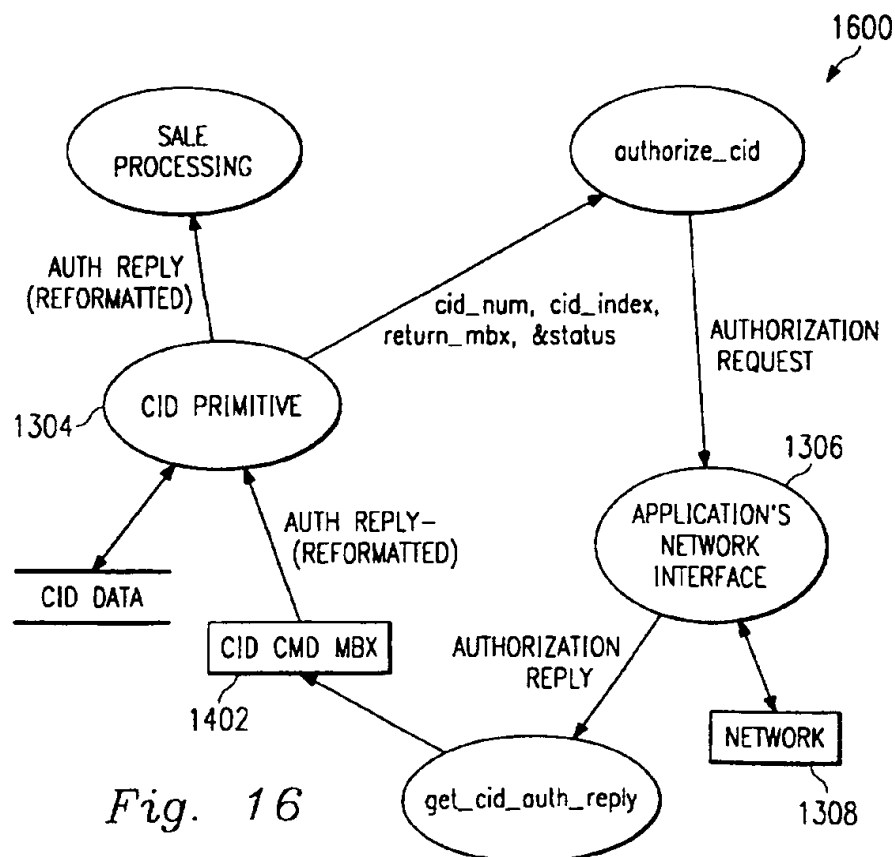 1600
SALE
PROCESSING
authorize_cid
AUTH REPLY
(REFORMATTED)
cid_num, cid_index,
return_mbx, &status
AUTHORIZATION
REQUEST
1304
CID PRIMITIVE
1306
AUTH REPLY-
(REFORMATTED)
APPLICATION'S
NETWORK
INTERFACE
CID DATA
CID CMD MBX
AUTHORIZATION
REPLY
1402
NETWORK
1308
get_cid_auth_reply
Fig. 16